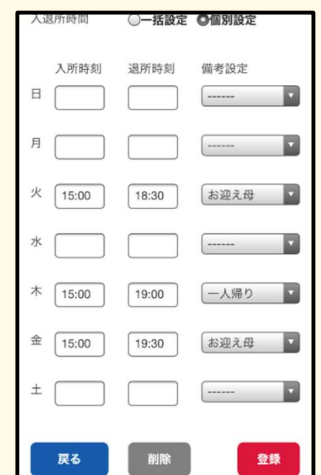 入退所時間 一括設定 個別設定
入所時刻 退所時刻 備考設定
日 ------
月 ------
火 15:00 18:30 お迎え母
水 ------
木 15:00 19:00 一人帰り
金 15:00 19:30 お迎え母
土 ------
戻る 削除 登録